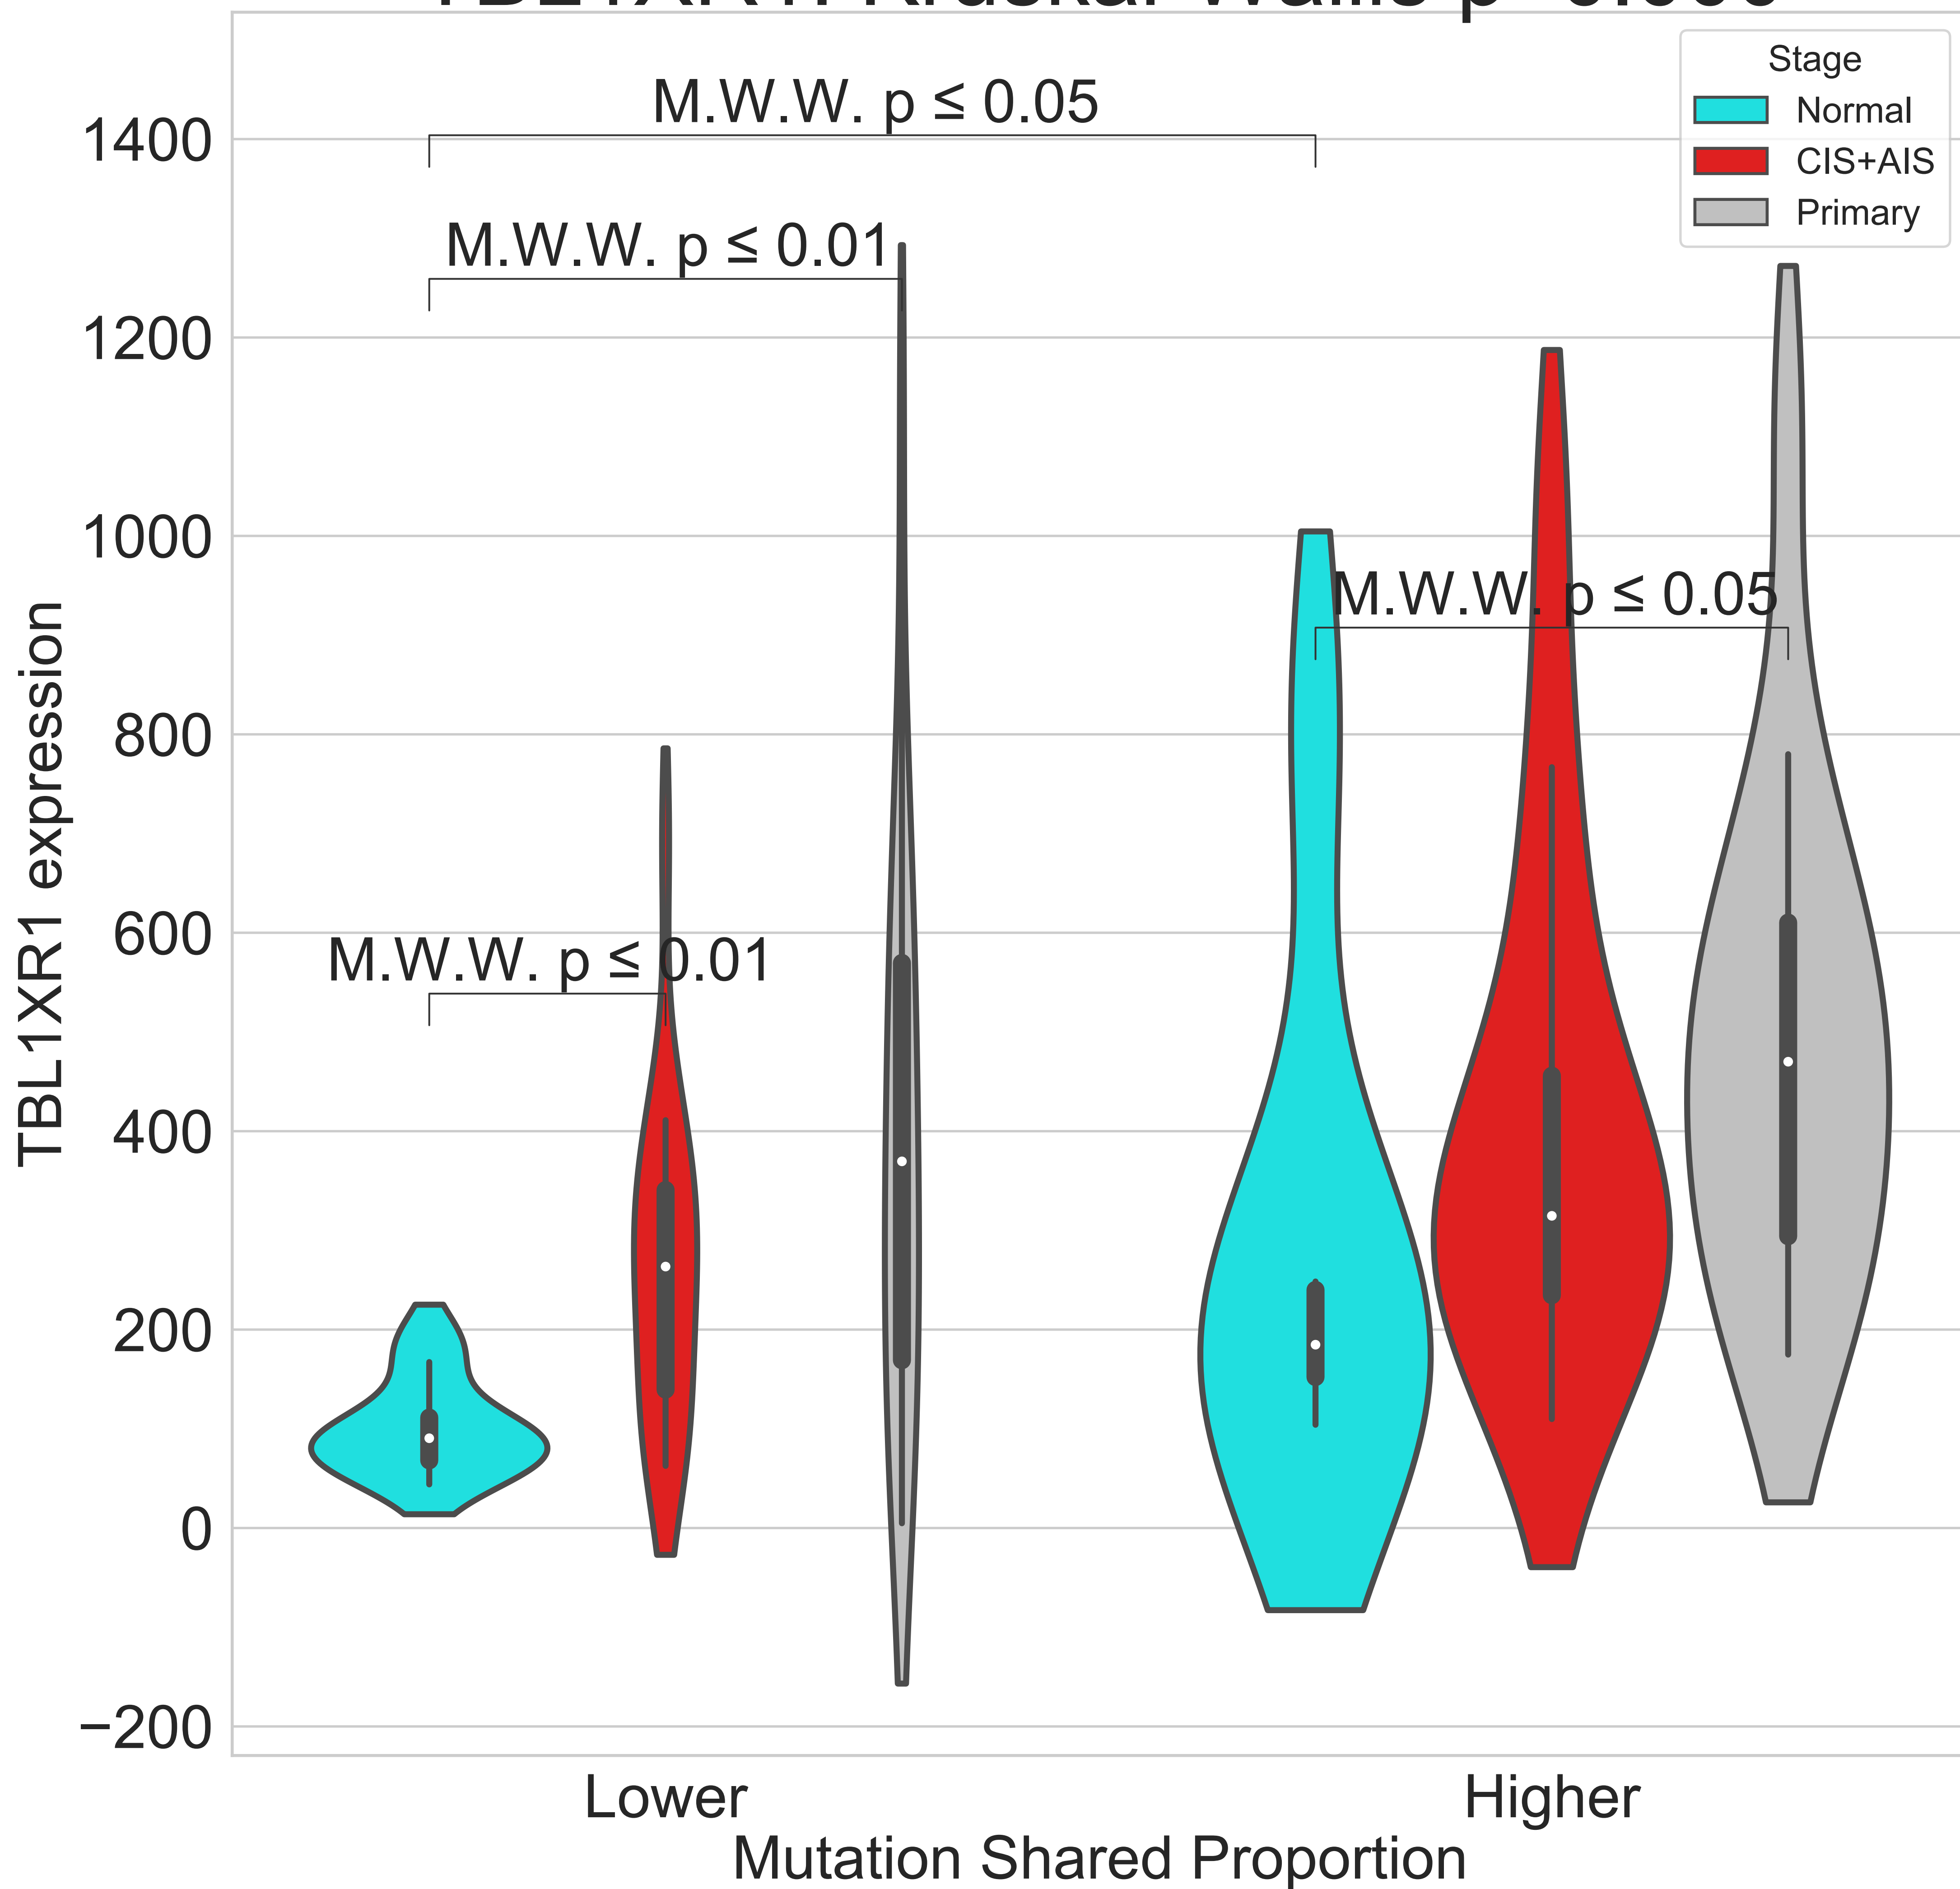 Stage
Normal
CIS+AIS
Primary
M.W.W. p ≤ 0.05
M.W.W. p ≤ 0.01
M.W.W. p ≤ 0.05
M.W.W. p ≤ 0.01
1400
1200
1000
800
600
400
200
0
−200
TBL1XR1 expression
Lower
Higher
Mutation Shared Proportion